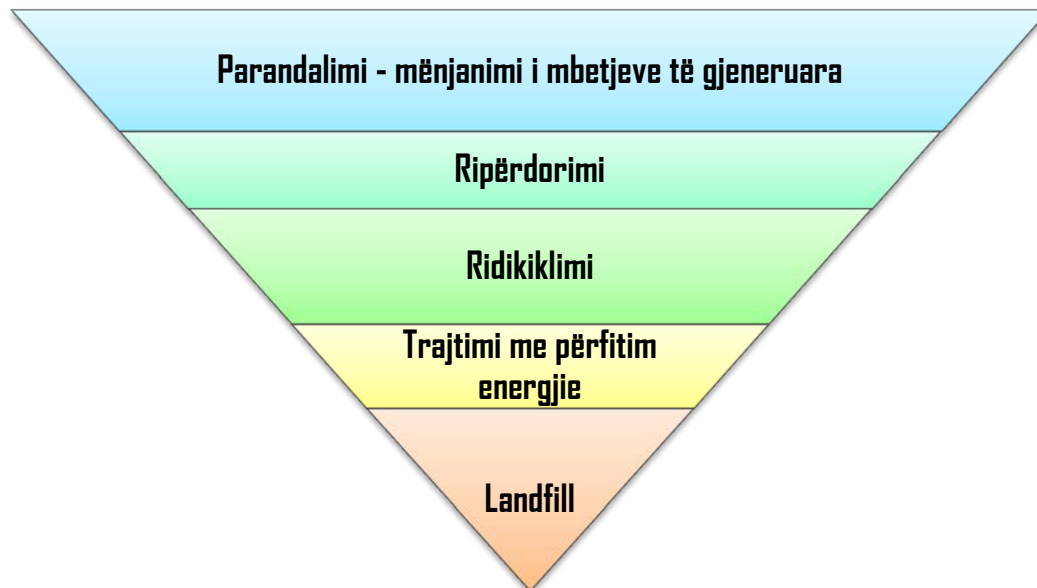 Parandalimi - mënjanimi i mbetjeve të gjeneruara
Ripërdorimi
Ridikiklimi
Trajtimi me përfitim
energjie
Landfill